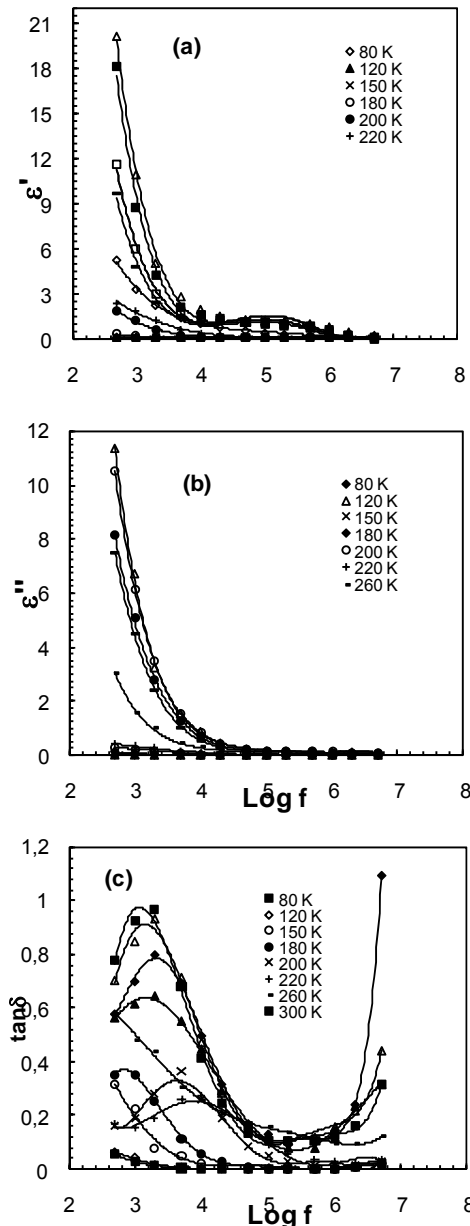 21
18
15
12
9
6
3
0
ε'
(a)
80 K
120 K
150 K
180 K
200 K
220 K
2 3 4 5 6 7 8
12
10
8
6
4
2
0
ε''
(b)
80 K
120 K
150 K
180 K
200 K
220 K
260 K
2 3 4 5 6 7 8
Log f
1,2
1
0,8
0,6
0,4
0,2
0
tanδ
(c)
80 K
120 K
150 K
180 K
200 K
220 K
260 K
300 K
2 3 4 5 6 7 8
Log f